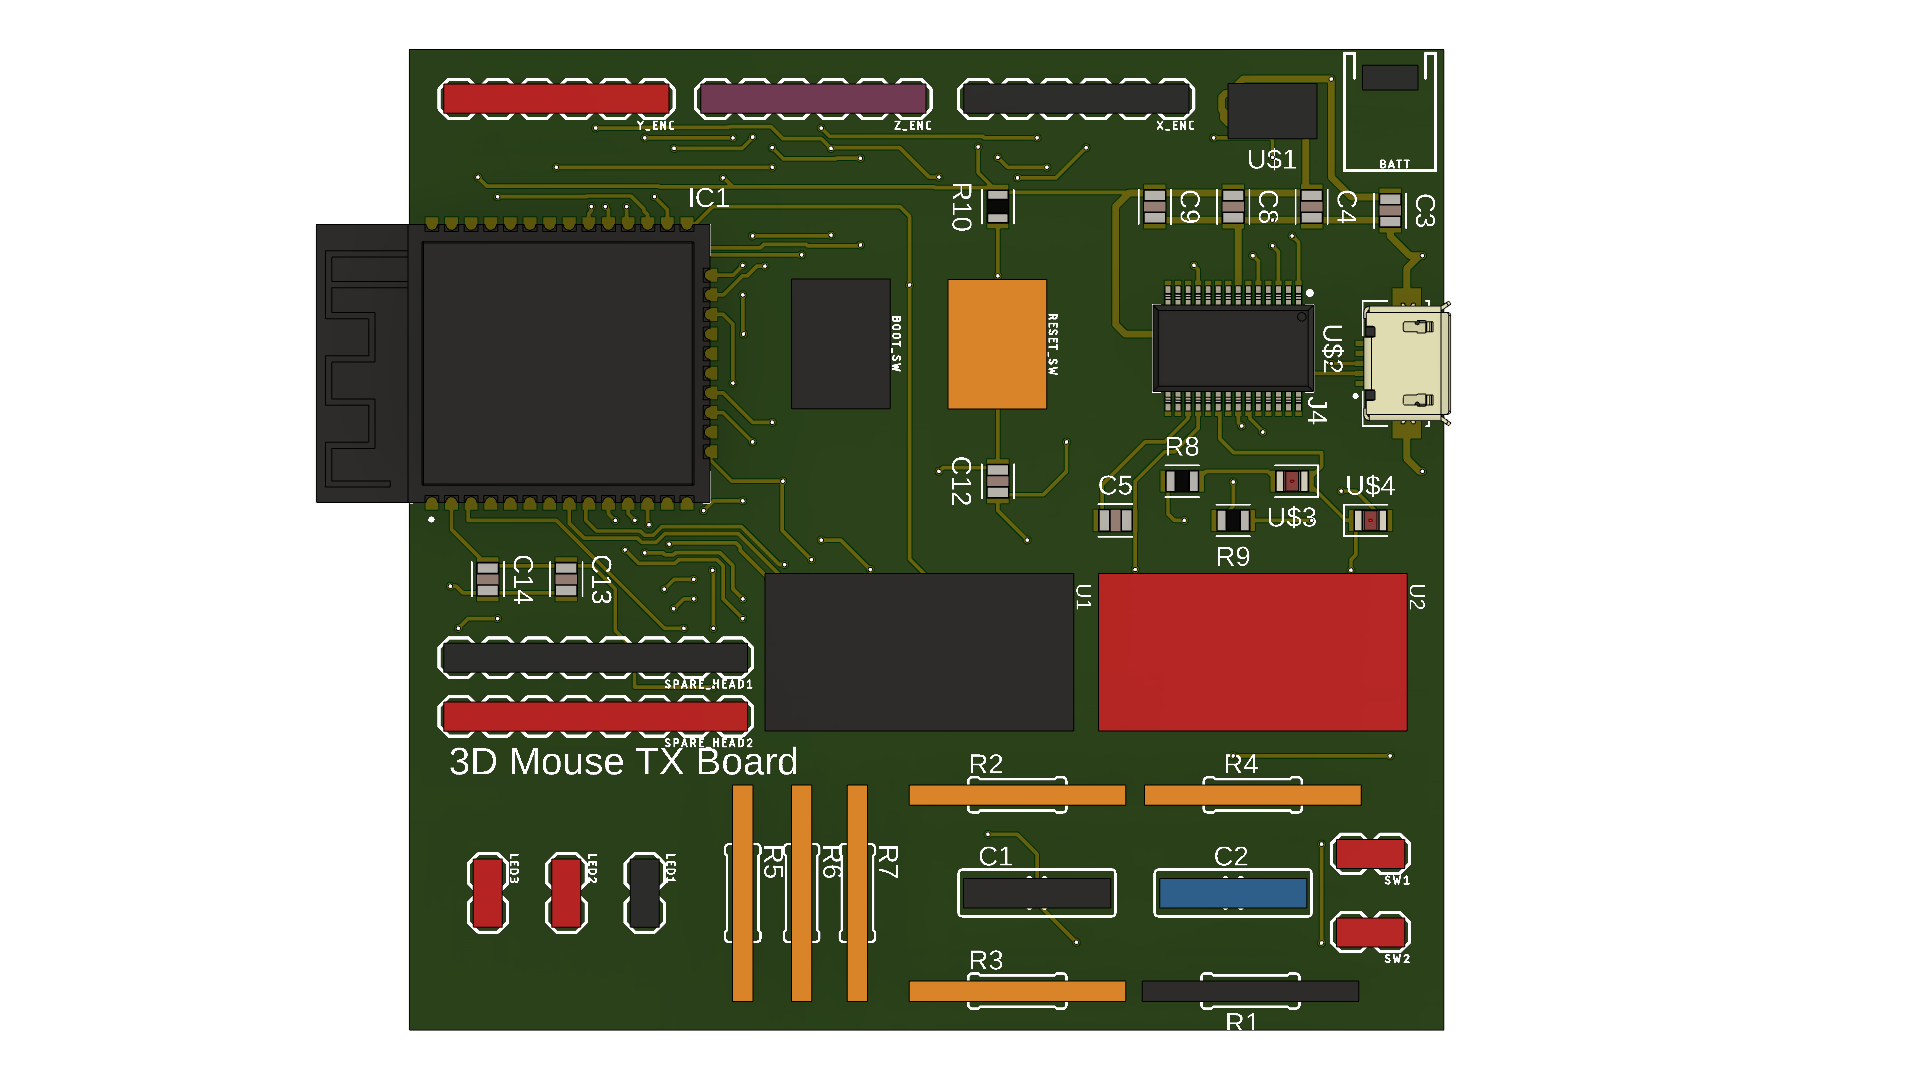 Y_ENC
Z_ENC
X_ENC
U$1
BATT
IC1
R10
C9
C8
C4
C3
BOOT_SW
RESET_SW
U$2
J4
R8
C12
C5
U$3
U$4
R9
C14
C13
U1
U2
SPARE_HEAD1
SPARE_HEAD2
3D Mouse TX Board
R2
R4
LED3
LED2
LED1
R5
R6
R7
C1
C2
SW1
SW2
R3
R1